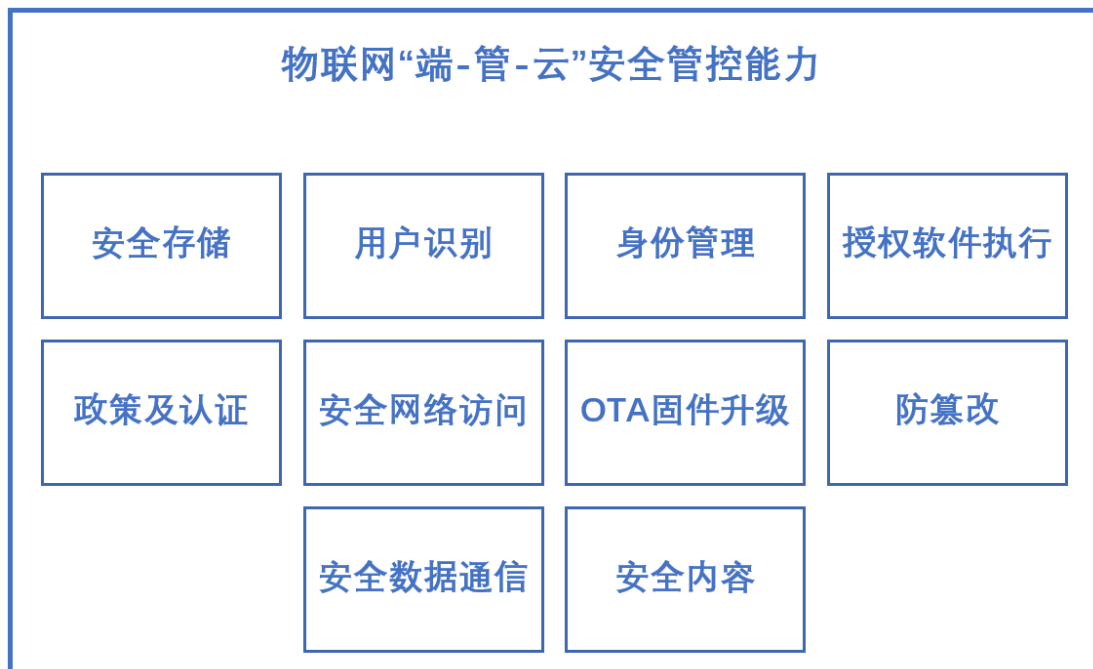 物联网“端-管-云”安全管控能力
安全存储
用户识别
身份管理
授权软件执行
政策及认证
安全网络访问
OTA固件升级
防篡改
安全数据通信
安全内容